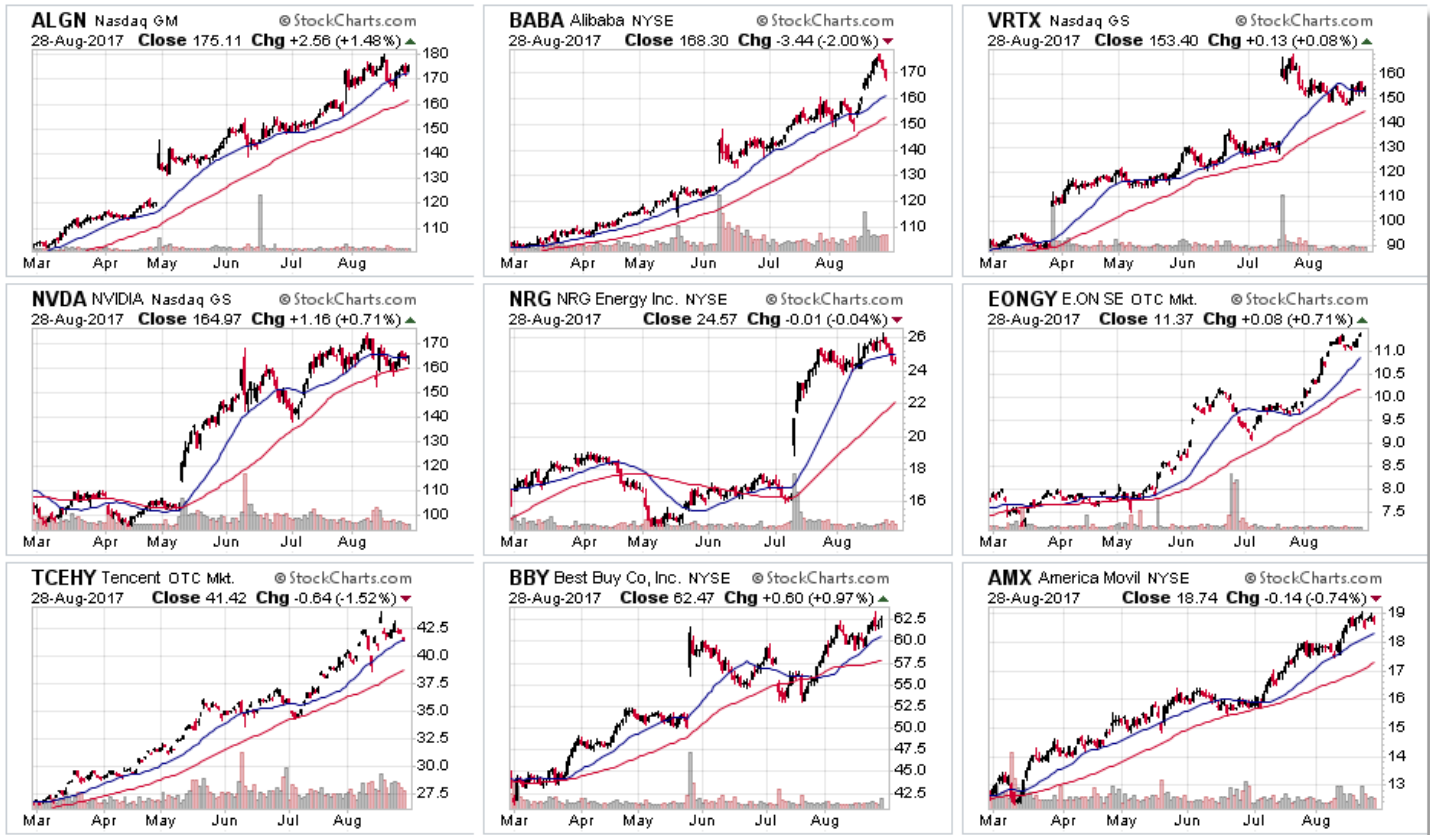 ALGN Nasdaq GM © StockCharts.com
28-Aug-2017 Close 175.11 Chg +2.56 (+1.48%)
180
170
160
150
140
130
120
110
Mar Apr May Jun Jul Aug
BABA Alibaba NYSE © StockCharts.com
28-Aug-2017 Close 168.30 Chg -3.44 (-2.00%)
170
160
150
140
130
120
110
Mar Apr May Jun Jul Aug
VRTX Nasdaq GS © StockCharts.com
28-Aug-2017 Close 153.40 Chg +0.13 (+0.08%)
160
150
140
130
120
110
100
90
Mar Apr May Jun Jul Aug
NVDA NVIDIA Nasdaq GS © StockCharts.com
28-Aug-2017 Close 164.97 Chg +1.16 (+0.71%)
170
160
150
140
130
120
110
100
Mar Apr May Jun Jul Aug
NRG NRG Energy Inc. NYSE © StockCharts.com
28-Aug-2017 Close 24.57 Chg -0.01 (-0.04%)
26
24
22
20
18
16
Mar Apr May Jun Jul Aug
EONGY E.ON SE OTC Mkt. © StockCharts.com
28-Aug-2017 Close 11.37 Chg +0.08 (+0.71%)
11.0
10.5
10.0
9.5
9.0
8.5
8.0
7.5
Mar Apr May Jun Jul Aug
TCEHY Tencent OTC Mkt. © StockCharts.com
28-Aug-2017 Close 41.42 Chg -0.64 (-1.52%)
42.5
40.0
37.5
35.0
32.5
30.0
27.5
Mar Apr May Jun Jul Aug
BBY Best Buy Co, Inc. NYSE © StockCharts.com
28-Aug-2017 Close 62.47 Chg +0.60 (+0.97%)
62.5
60.0
57.5
55.0
52.5
50.0
47.5
45.0
42.5
Mar Apr May Jun Jul Aug
AMX America Movil NYSE © StockCharts.com
28-Aug-2017 Close 18.74 Chg -0.14 (-0.74%)
19
18
17
16
15
14
13
Mar Apr May Jun Jul Aug